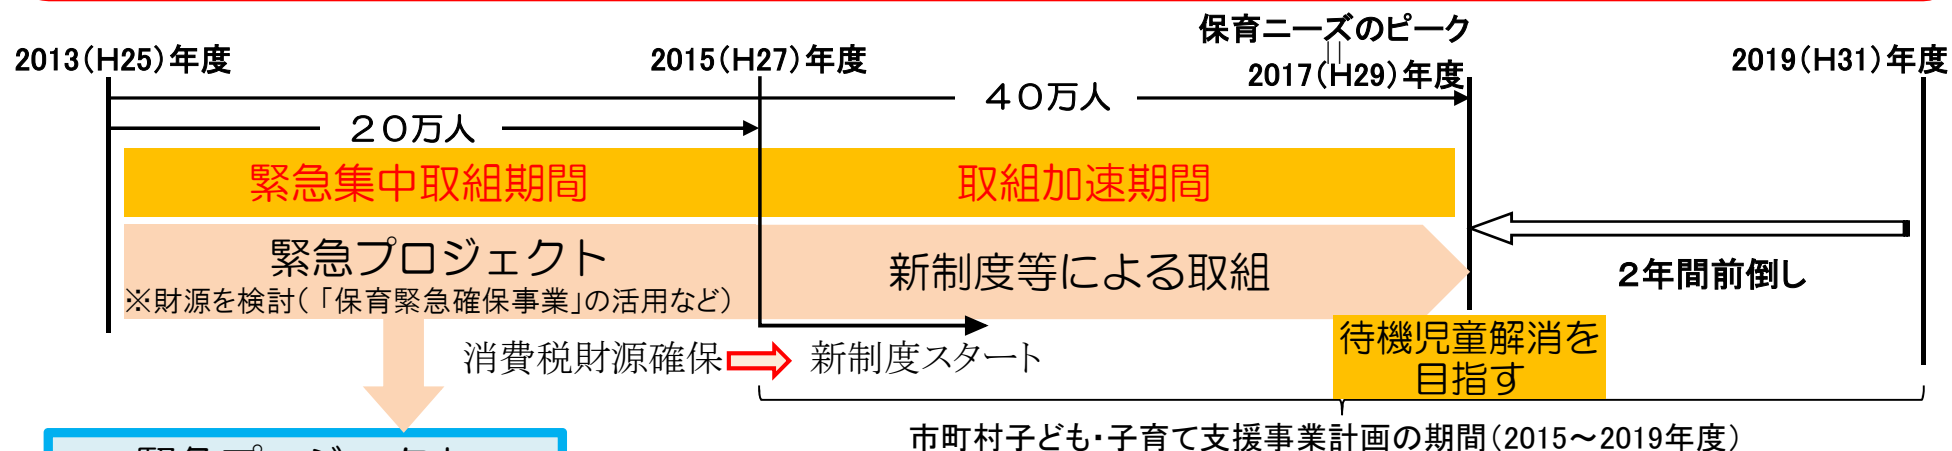 保育ニーズのピーク
||
2013(H25)年度
2015(H27)年度
2017(H29)年度
2019(H31)年度
40万人
20万人
緊急集中取組期間
取組加速期間
緊急プロジェクト
※財源を検討(「保育緊急確保事業」の活用など)
新制度等による取組
2年間前倒し
消費税財源確保
新制度スタート
待機児童解消を
目指す
市町村子ども・子育て支援事業計画の期間(2015～2019年度)